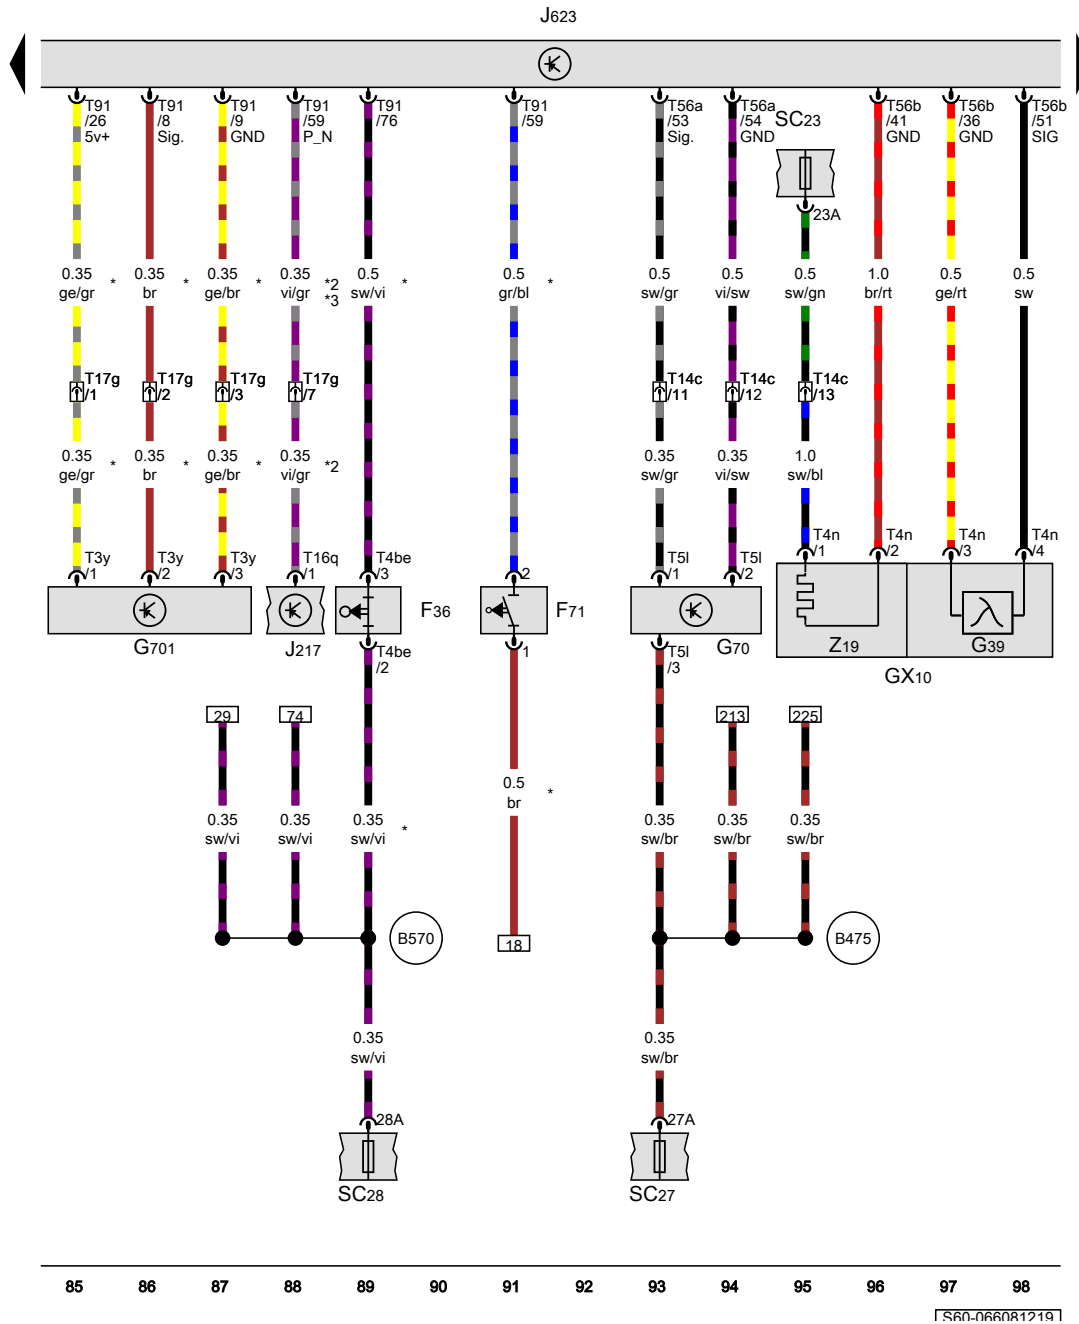 J623
T91 T91 T91 T91 T91 T91 T56a T56a T56b T56b T56b
/26 /8 /9 /59 /76 /59 /53 /54 SC23 /41 /36 /51
5v+ Sig. GND P_N Sig. GND GND GND SIG
23A
0.35 0.35 0.35 0.35 0.5 0.5 0.5 0.5 0.5 1.0 0.5 0.5
ge/gr * br * ge/br * vi/gr *2 sw/vi * gr/bl * sw/gr vi/sw sw/gn br/rt ge/rt sw
*3
T17g T17g T17g T17g T14c T14c T14c
/1 /2 /3 /7 /11 /12 /13
0.35 0.35 0.35 0.35 0.35 0.35 1.0
ge/gr * br * ge/br * vi/gr *2 sw/gr vi/sw sw/bl
T4n T4n T4n T4n
/1 /2 /3 /4
T3y T3y T3y T16q T4be T5l T5l
/1 /2 /3 /1 /3 2 /1 /2
F36 F71
G701 J217 T4be 1 T5l G70 Z19 G39
/2 /3
GX10
29 74 213 225
0.5
br *
0.35 0.35 0.35 0.35 0.35 0.35
sw/vi sw/vi sw/vi * sw/br sw/br sw/br
B570 18 B475
0.35 0.35
sw/vi sw/br
28A 27A
SC28 SC27
85 86 87 88 89 90 91 92 93 94 95 96 97 98
S60-066081219